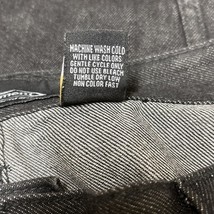 MACHINE WASH COLD
WITH LIKE COLORS
GENTLE CYCLE ONLY
DO NOT USE BLEACH
TUMBLE DRY LOW
NON COLOR FAST